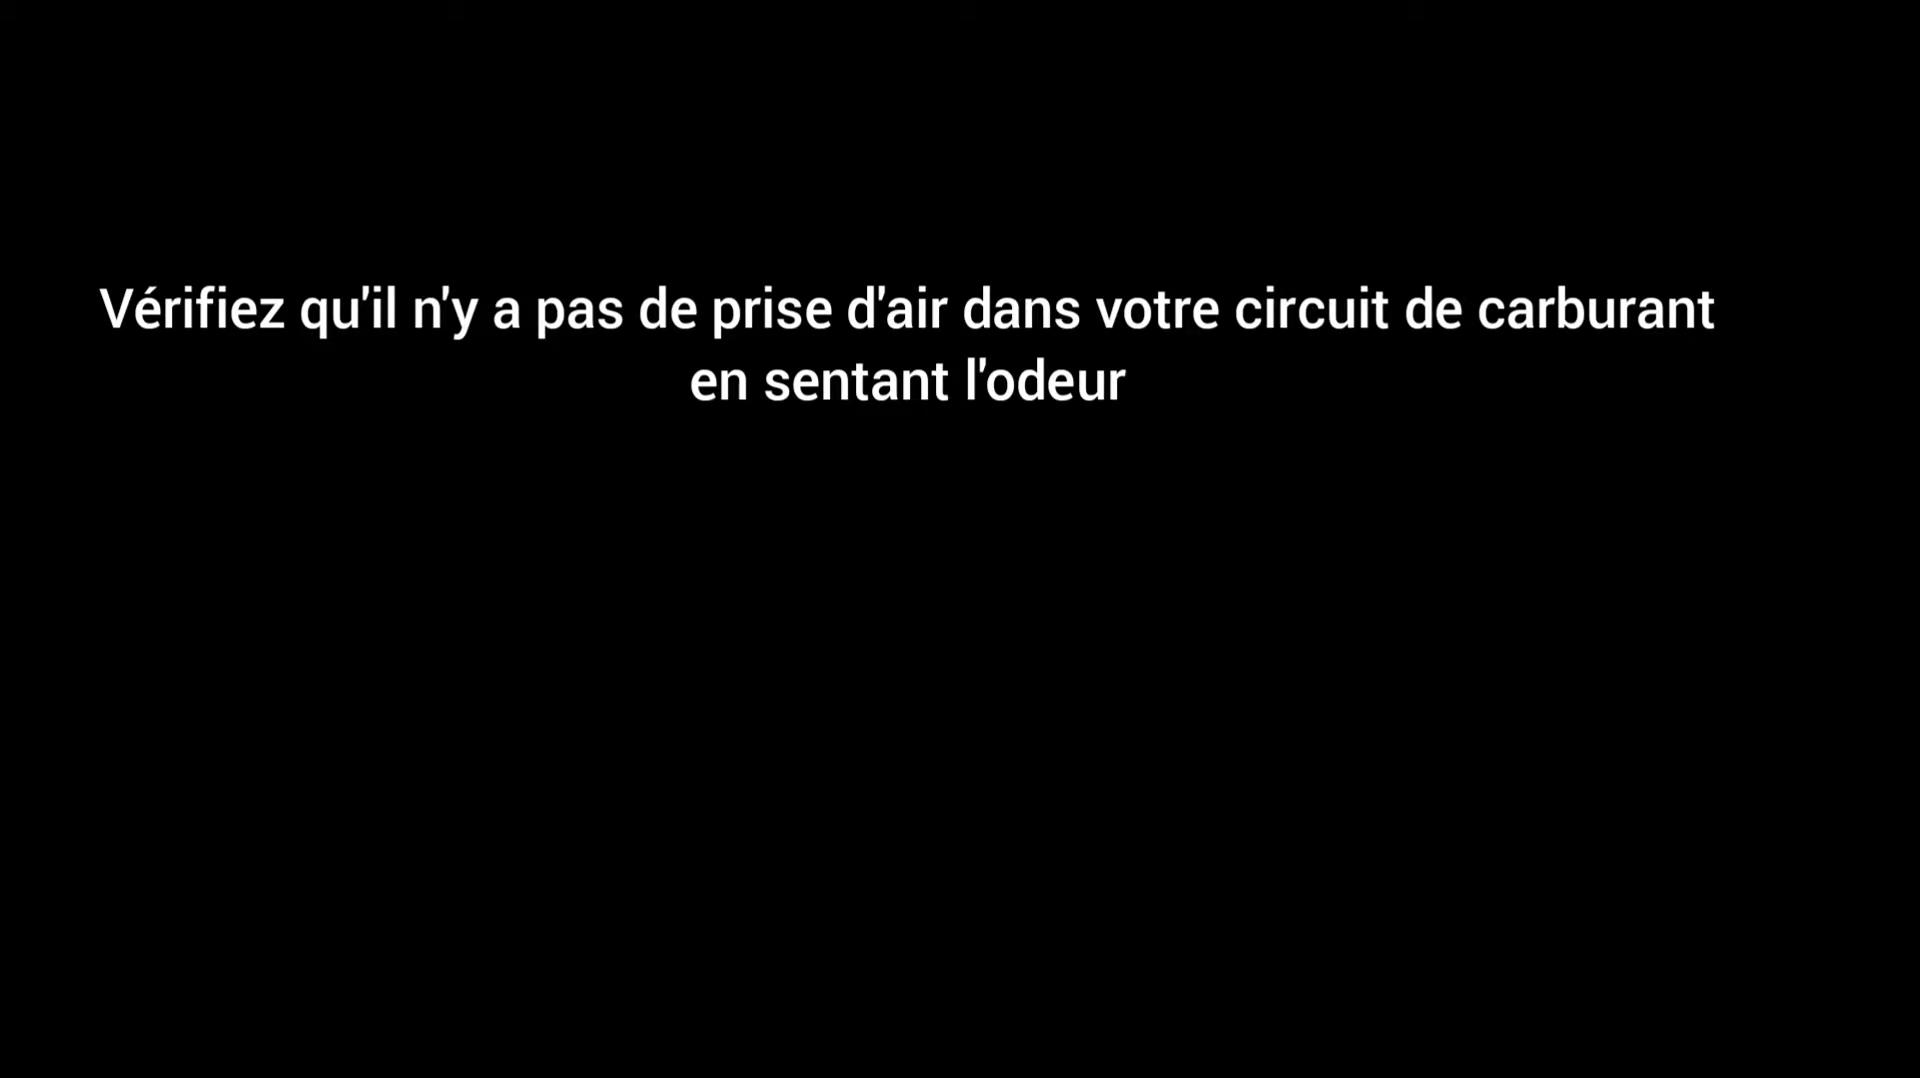 Vérifiez qu'il n'y a pas de prise d'air dans votre circuit de carburant
en sentant l'odeur